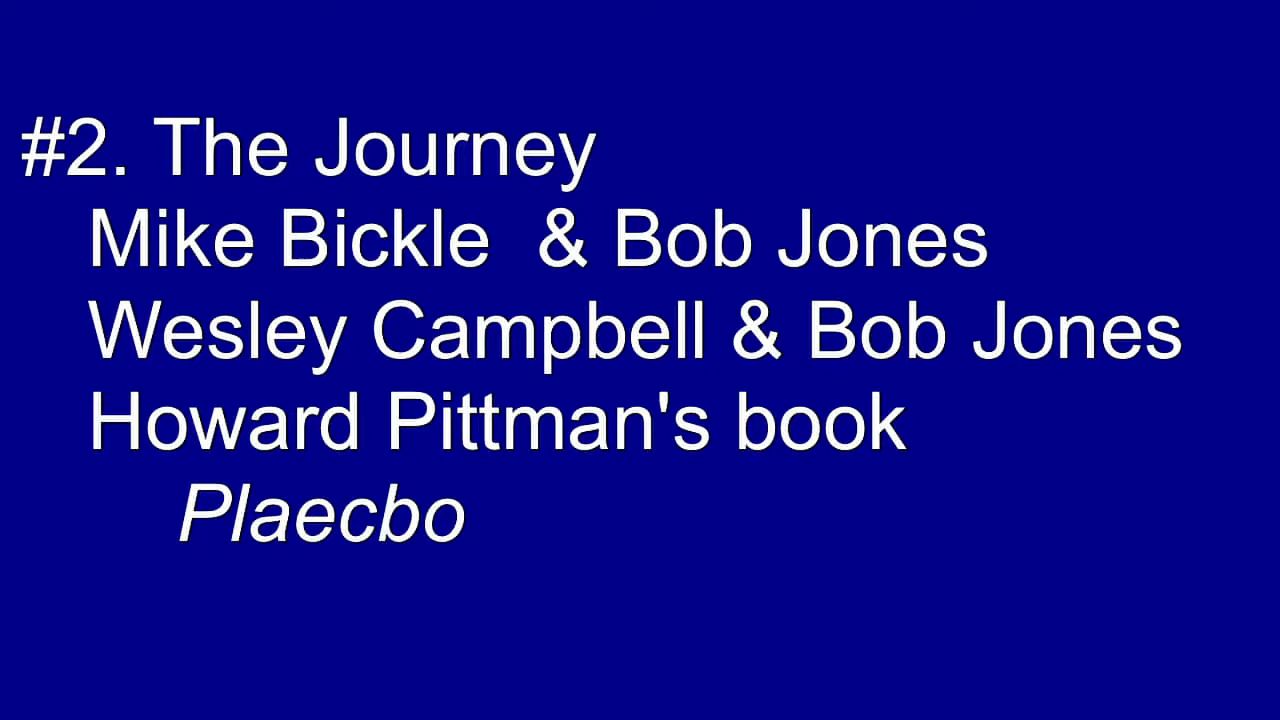 #2. The Journey
Mike Bickle  & Bob Jones
Wesley Campbell & Bob Jones
Howard Pittman's book
Plaecbo